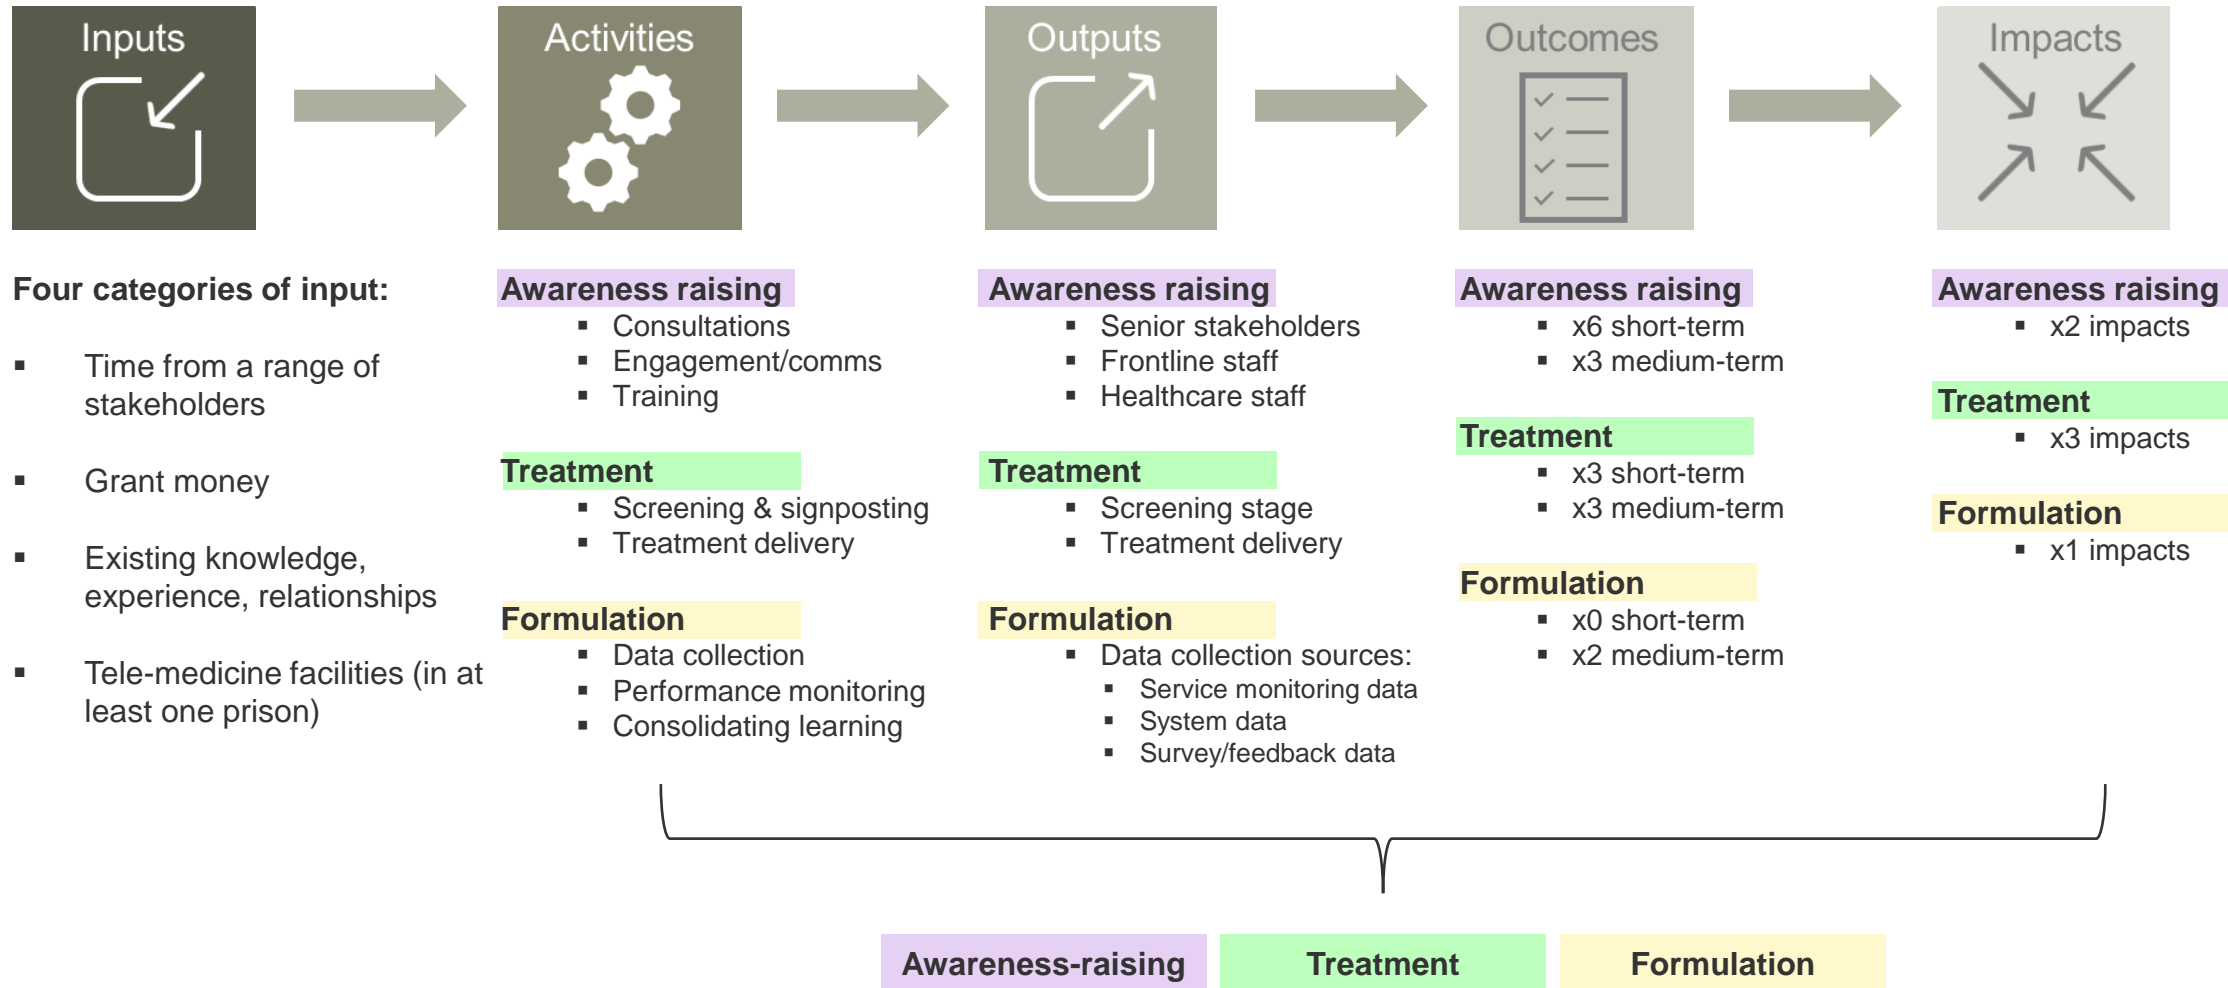 Inputs
Activities
Outputs
Outcomes
Impacts
Four categories of input:
▪ Time from a range of
stakeholders
▪ Grant money
▪ Existing knowledge,
experience, relationships
▪ Tele-medicine facilities (in at
least one prison)
Awareness raising
▪ Consultations
▪ Engagement/comms
▪ Training
Treatment
▪ Screening & signposting
▪ Treatment delivery
Formulation
▪ Data collection
▪ Performance monitoring
▪ Consolidating learning
Awareness raising
▪ Senior stakeholders
▪ Frontline staff
▪ Healthcare staff
Treatment
▪ Screening stage
▪ Treatment delivery
Formulation
▪ Data collection sources:
▪ Service monitoring data
▪ System data
▪ Survey/feedback data
Awareness raising
▪ x6 short-term
▪ x3 medium-term
Treatment
▪ x3 short-term
▪ x3 medium-term
Formulation
▪ x0 short-term
▪ x2 medium-term
Awareness raising
▪ x2 impacts
Treatment
▪ x3 impacts
Formulation
▪ x1 impacts
Awareness-raising
Treatment
Formulation